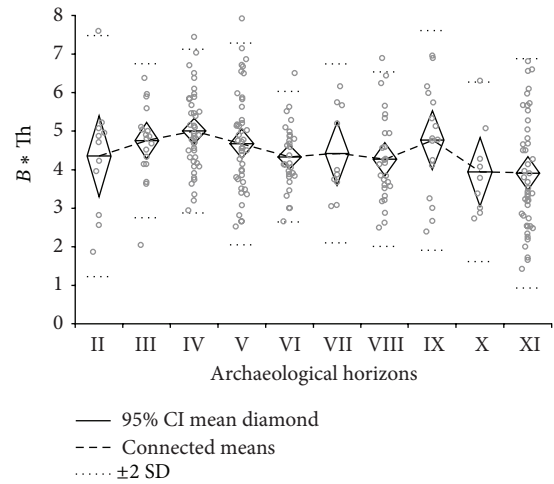 8
7
6
5
4
3
2
1
0
B * Th
II III IV V VI VII VIII IX X XI
Archaeological horizons
95% CI mean diamond
Connected means
±2 SD